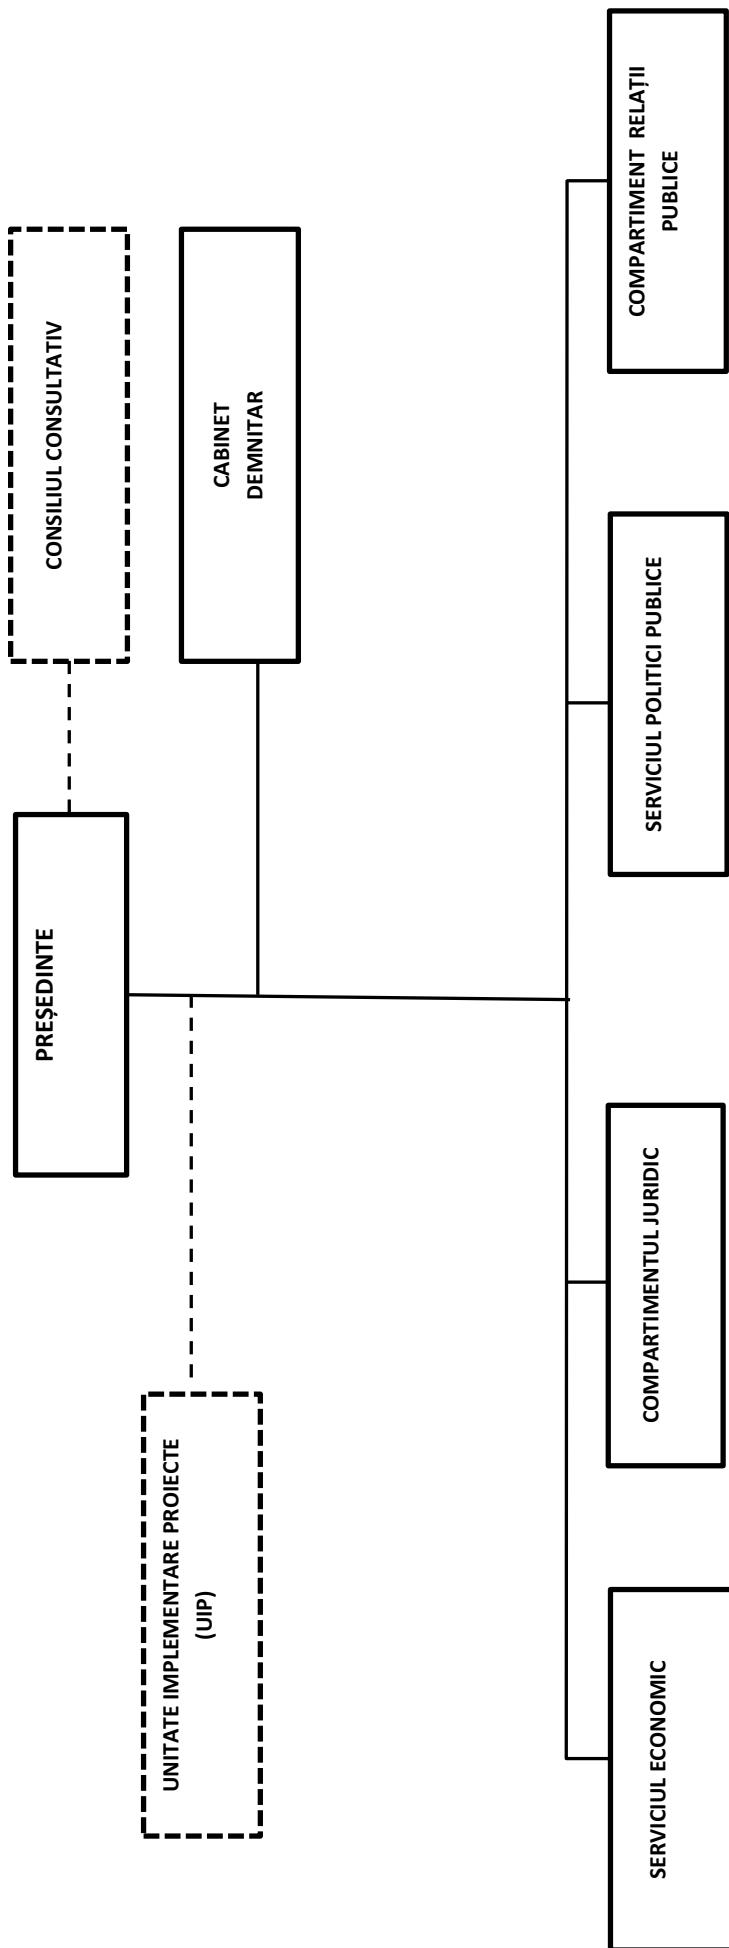 PREȘEDINTE
CONSILIUL CONSULTATIV
UNITATE IMPLEMENTARE PROIECTE
(UIP)
CABINET
DEMNITAR
SERVICIUL ECONOMIC
COMPARTIMENTUL JURIDIC
SERVICIUL POLITICI PUBLICE
COMPARTIMENT RELAȚII
PUBLICE